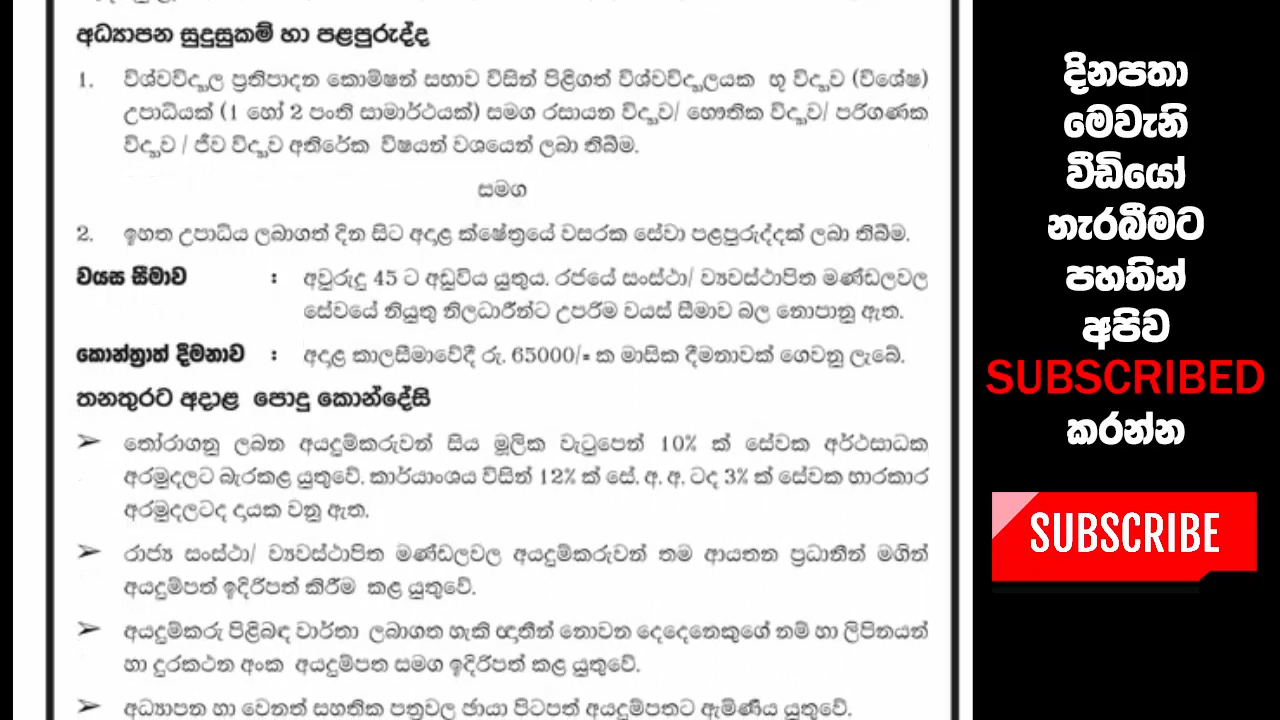 අධ්‍යාපන සුදුසුකම් හා පළපුරුද්ද
1. විශ්වවිද්‍යාල ප්‍රතිපාදන කොමිෂන් සභාව විසින් පිළිගත් විශ්වවිද්‍යාලයක භූ විද්‍යාව (විශේෂ)
උපාධියක් (1 හෝ 2 පංති සාමාර්ථයක්) සමග රසායන විද්‍යාව/ භෞතික විද්‍යාව/ පරිගණක
විද්‍යාව / ජීව විද්‍යාව අතිරේක විෂයන් වශයෙන් ලබා තිබීම.
සමග
2. ඉහත උපාධිය ලබාගත් දින සිට අදාළ ක්ෂේත්‍රයේ වසරක සේවා පළපුරුද්දක් ලබා තිබීම.
වයස සීමාව : අවුරුදු 45 ට අඩුවිය යුතුය. රජයේ සංස්ථා/ ව්‍යවස්ථාපිත මණ්ඩලවල
සේවයේ නියුතු නිලධාරීන්ට උපරිම වයස් සීමාව බල නොපානු ඇත.
කොන්ත්‍රාත් දීමනාව : අදාළ කාලසීමාවේදී රු. 65000/= ක මාසික දීමනාවක් ගෙවනු ලැබේ.
තනතුරට අදාළ පොදු කොන්දේසි
➢ තෝරාගනු ලබන අයදුම්කරුවන් සිය මූලික වැටුපෙන් 10% ක් සේවක අර්ථසාධක
අරමුදලට බැරකළ යුතුවේ. කාර්යාංශය විසින් 12% ක් සේ. අ. අ. ටද 3% ක් සේවක භාරකාර
අරමුදලටද දායක වනු ඇත.
➢ රාජ්‍ය සංස්ථා/ ව්‍යවස්ථාපිත මණ්ඩලවල අයදුම්කරුවන් තම ආයතන ප්‍රධානීන් මගින්
අයදුම්පත් ඉදිරිපත් කිරීම කළ යුතුවේ.
➢ අයදුම්කරු පිළිබඳ වාර්තා ලබාගත හැකි ඥාතීන් නොවන දෙදෙනෙකුගේ නම් හා ලිපිනයන්
හා දුරකථන අංක අයදුම්පත සමග ඉදිරිපත් කළ යුතුවේ.
➢ අධ්‍යාපන හා වෙනත් සහතික පත්‍රවල ඡායා පිටපත් අයදුම්පතට ඇමිණිය යුතුවේ.
දිනපතා
මෙවැනි
වීඩියෝ
නැරබීමට
පහතින්
අපිව
SUBSCRIBED
කරන්න
SUBSCRIBE